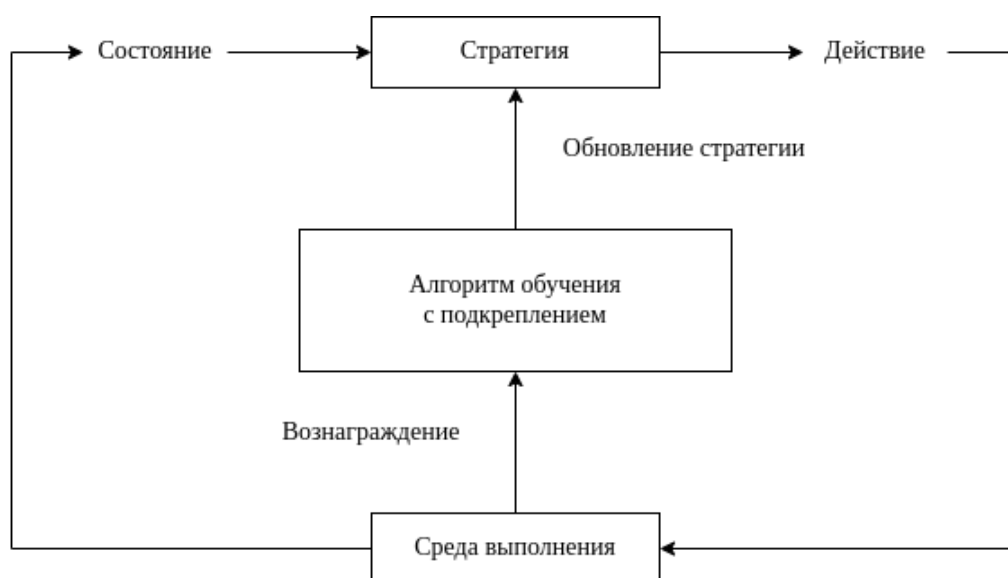 Состояние
Стратегия
Действие
Обновление стратегии
Алгоритм обучения
с подкреплением
Вознаграждение
Среда выполнения